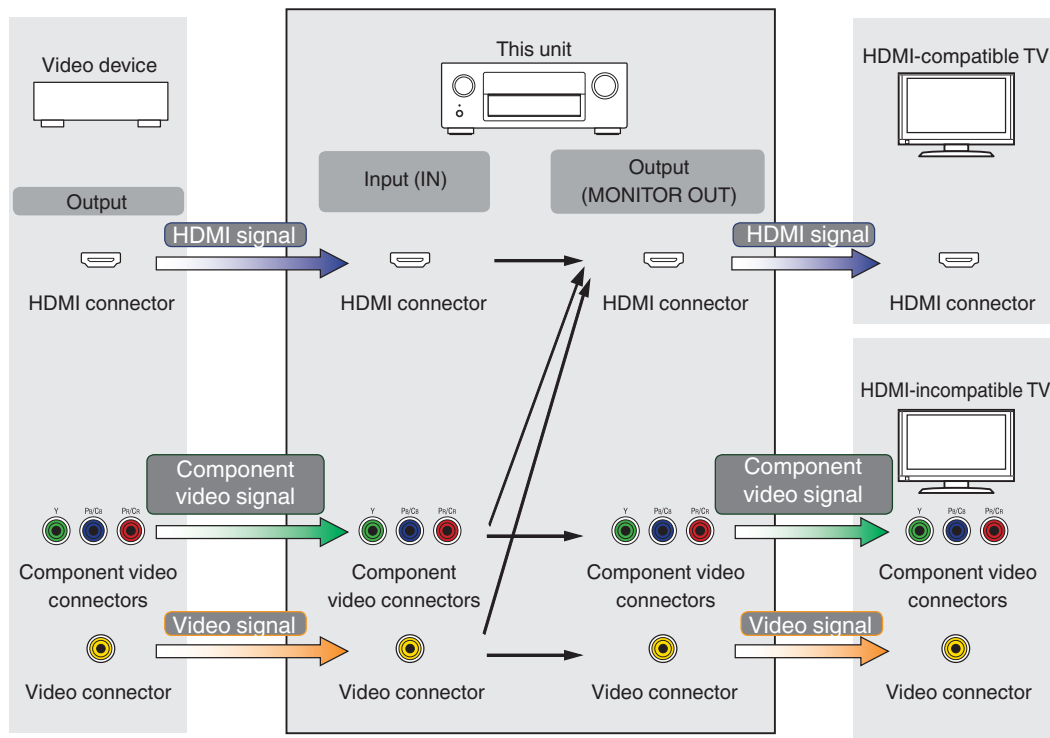 Video device
This unit
HDMI-compatible TV
Output
Input (IN)
Output
(MONITOR OUT)
HDMI signal
HDMI signal
HDMI connector
HDMI connector
HDMI connector
HDMI connector
HDMI-incompatible TV
Component
video signal
Component
video signal
Y PB/CB PR/CR
Y PB/CB PR/CR
Y PB/CB PR/CR
Y PB/CB PR/CR
Component video
connectors
Component
video connectors
Component video
connectors
Component video
connectors
Video signal
Video signal
Video connector
Video connector
Video connector
Video connector